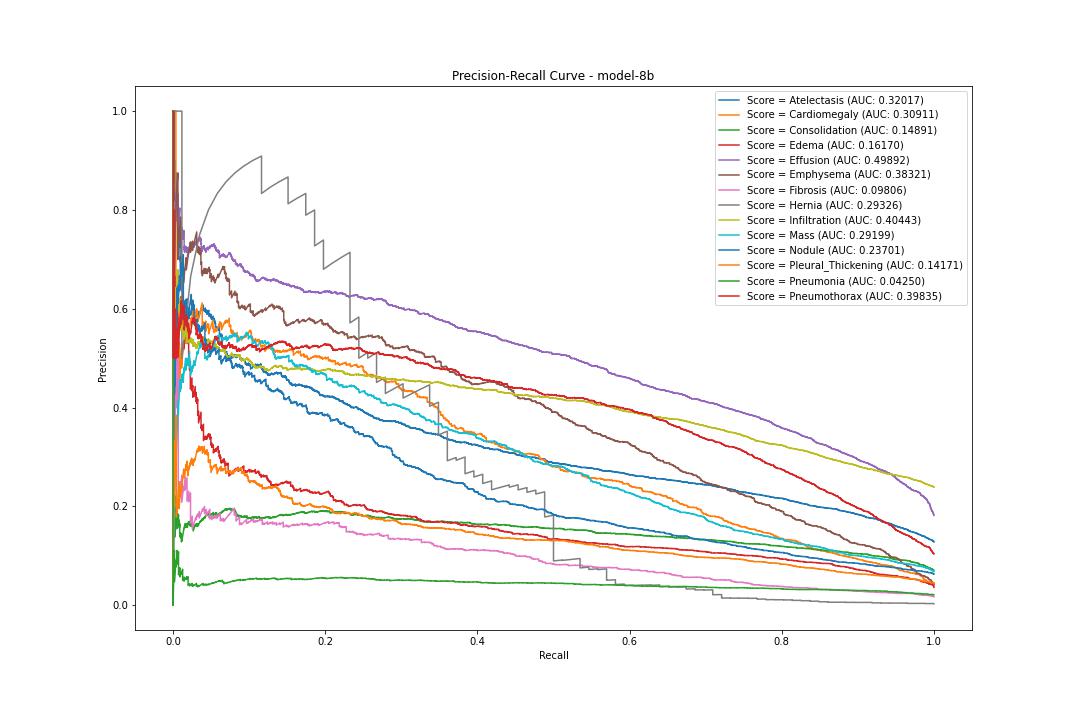 Precision-Recall Curve - model-8b
Score = Atelectasis (AUC: 0.32017)
Score = Cardiomegaly (AUC: 0.30911)
Score = Consolidation (AUC: 0.14891)
Score = Edema (AUC: 0.16170)
Score = Effusion (AUC: 0.49892)
Score = Emphysema (AUC: 0.38321)
Score = Fibrosis (AUC: 0.09806)
Score = Hernia (AUC: 0.29326)
Score = Infiltration (AUC: 0.40443)
Score = Mass (AUC: 0.29199)
Score = Nodule (AUC: 0.23701)
Score = Pleural_Thickening (AUC: 0.14171)
Score = Pneumonia (AUC: 0.04250)
Score = Pneumothorax (AUC: 0.39835)
1.0
0.8
0.6
0.4
0.2
0.0
Precision
0.0 0.2 0.4 0.6 0.8 1.0
Recall